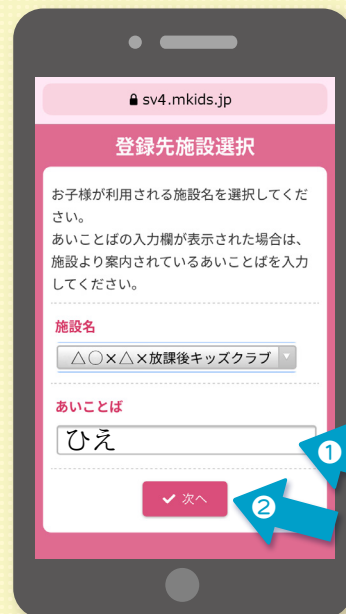 sv4.mkids.jp
登録先施設選択
お子様が利用される施設名を選択してくだ
さい。
あいことばの入力欄が表示された場合は、
施設より案内されているあいことばを入力
してください。
施設名
△○×△×放課後キッズクラブ
あいことば
ひえ
1
✓ 次へ
2